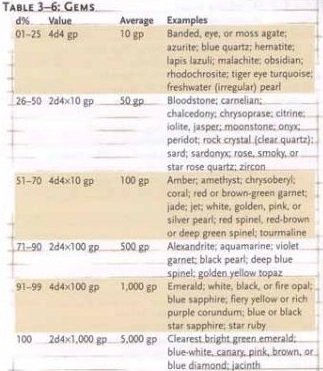 TABLE 3–6: GEMS
d% Value Average Examples
01–25 4d4 gp 10 gp Banded, eye, or moss agate;
azurite; blue quartz; hematite;
lapis lazuli; malachite; obsidian;
rhodochrosite; tiger eye turquoise;
freshwater (irregular) pearl
26–50 2d4×10 gp 50 gp Bloodstone; carnelian;
chalcedony; chrysoprase; citrine;
iolite, jasper; moonstone; onyx;
peridot; rock crystal (clear quartz);
sard; sardonyx; rose, smoky, or
star rose quartz; zircon
51–70 4d4×10 gp 100 gp Amber; amethyst; chrysoberyl;
coral; red or brown-green garnet;
jade; jet; white, golden, pink, or
silver pearl; red spinel, red-brown
or deep green spinel; tourmaline
71–90 2d4×100 gp 500 gp Alexandrite; aquamarine; violet
garnet; black pearl; deep blue
spinel; golden yellow topaz
91–99 4d4×100 gp 1,000 gp Emerald; white, black, or fire opal;
blue sapphire; fiery yellow or rich
purple corundum; blue or black
star sapphire; star ruby
100 2d4×1,000 gp 5,000 gp Clearest bright green emerald;
blue-white, canary, pink, brown, or
blue diamond; jacinth